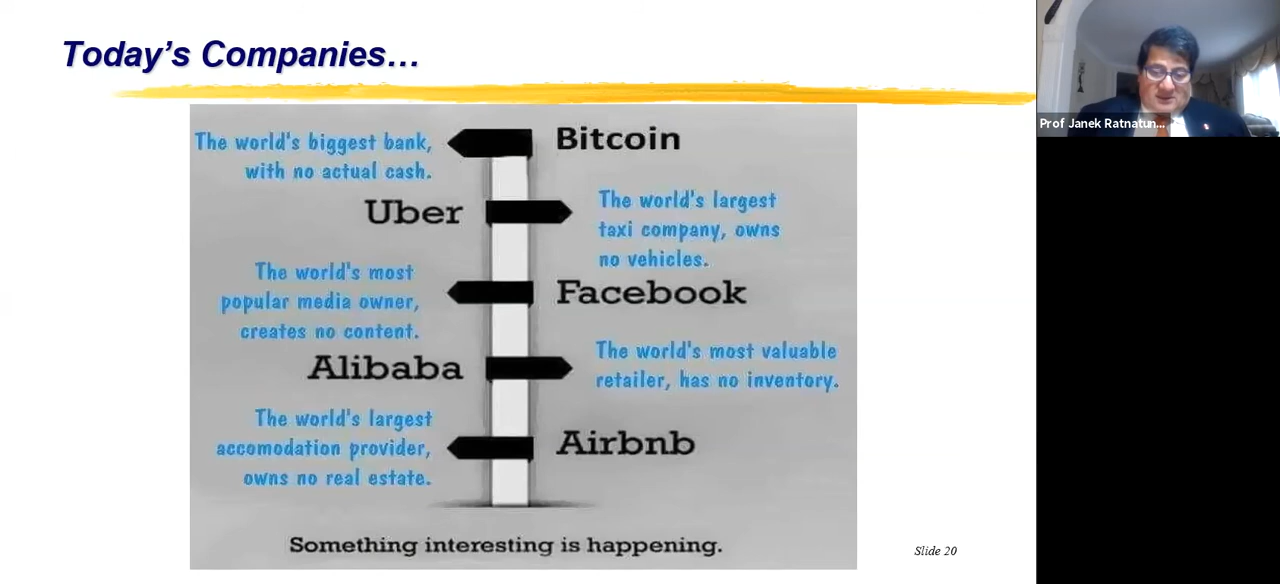 Today's Companies...
The world's biggest bank,
with no actual cash.
Bitcoin
Uber
The world's largest
taxi company, owns
no vehicles.
The world's most
popular media owner,
creates no content.
Facebook
Alibaba
The world's most valuable
retailer, has no inventory.
The world's largest
accomodation provider,
owns no real estate.
Airbnb
Something interesting is happening.
Slide 20
Prof Janek Ratnatun...